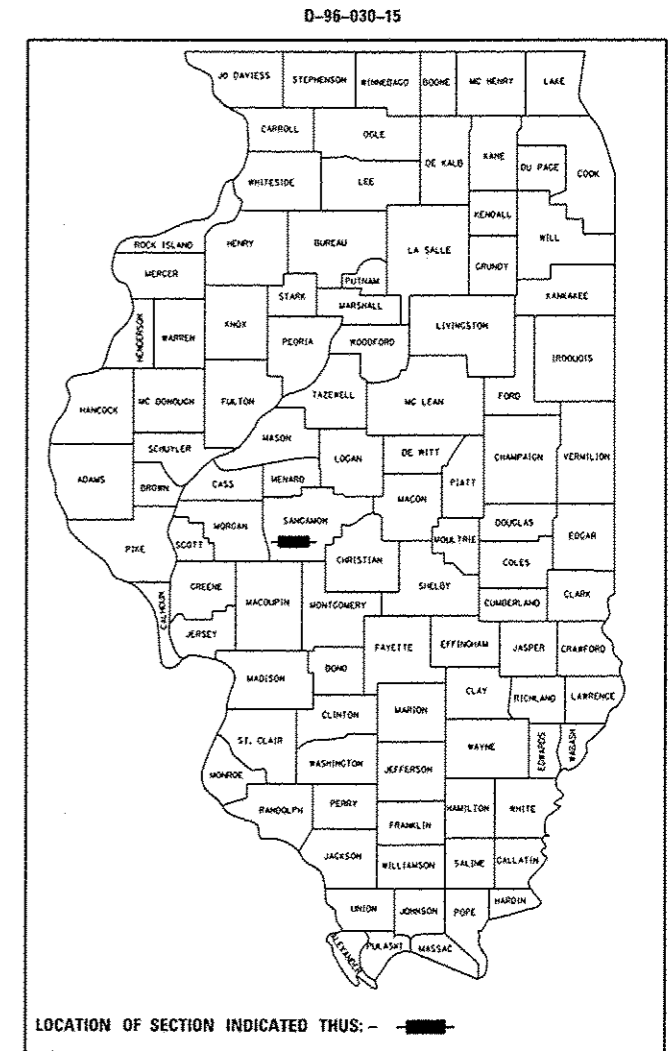 D-96-030-15
JO DAVIESS STEPHENSON WINNEBAGO BOONE MC HENRY LAKE
CARROLL OGLE DE KALB KANE DU PAGE COOK
WHITESIDE LEE
KENDALL
ROCK ISLAND HENRY BUREAU LA SALLE WILL
MERCER PUTNAM GRUNDY
STARK MARSHALL KANKAKEE
HENDERSON WARREN KNOX PEORIA WOODFORD LIVINGSTON
IROQUOIS
HANCOCK MC DONOUGH FULTON TAZEWELL MC LEAN FORD
MASON
SCHUYLER LOGAN DE WITT CHAMPAIGN VERMILION
ADAMS BROWN CASS MENARD MACON PIATT
SANGAMON DOUGLAS
PIKE SCOTT MORGAN CHRISTIAN MOULTRIE EDGAR
COLES
CALHOUN GREENE MACOUPIN MONTGOMERY SHELBY CUMBERLAND CLARK
JERSEY
FAYETTE EFFINGHAM JASPER CRAWFORD
MADISON BOND
CLAY RICHLAND LAWRENCE
CLINTON MARION
ST. CLAIR WAYNE EDWARDS WABASH
WASHINGTON JEFFERSON
MONROE
RANDOLPH PERRY HAMILTON WHITE
FRANKLIN
JACKSON WILLIAMSON SALINE GALLATIN
UNION JOHNSON POPE HARDIN
ALEXANDER PULASKI MASSAC
LOCATION OF SECTION INDICATED THUS: -